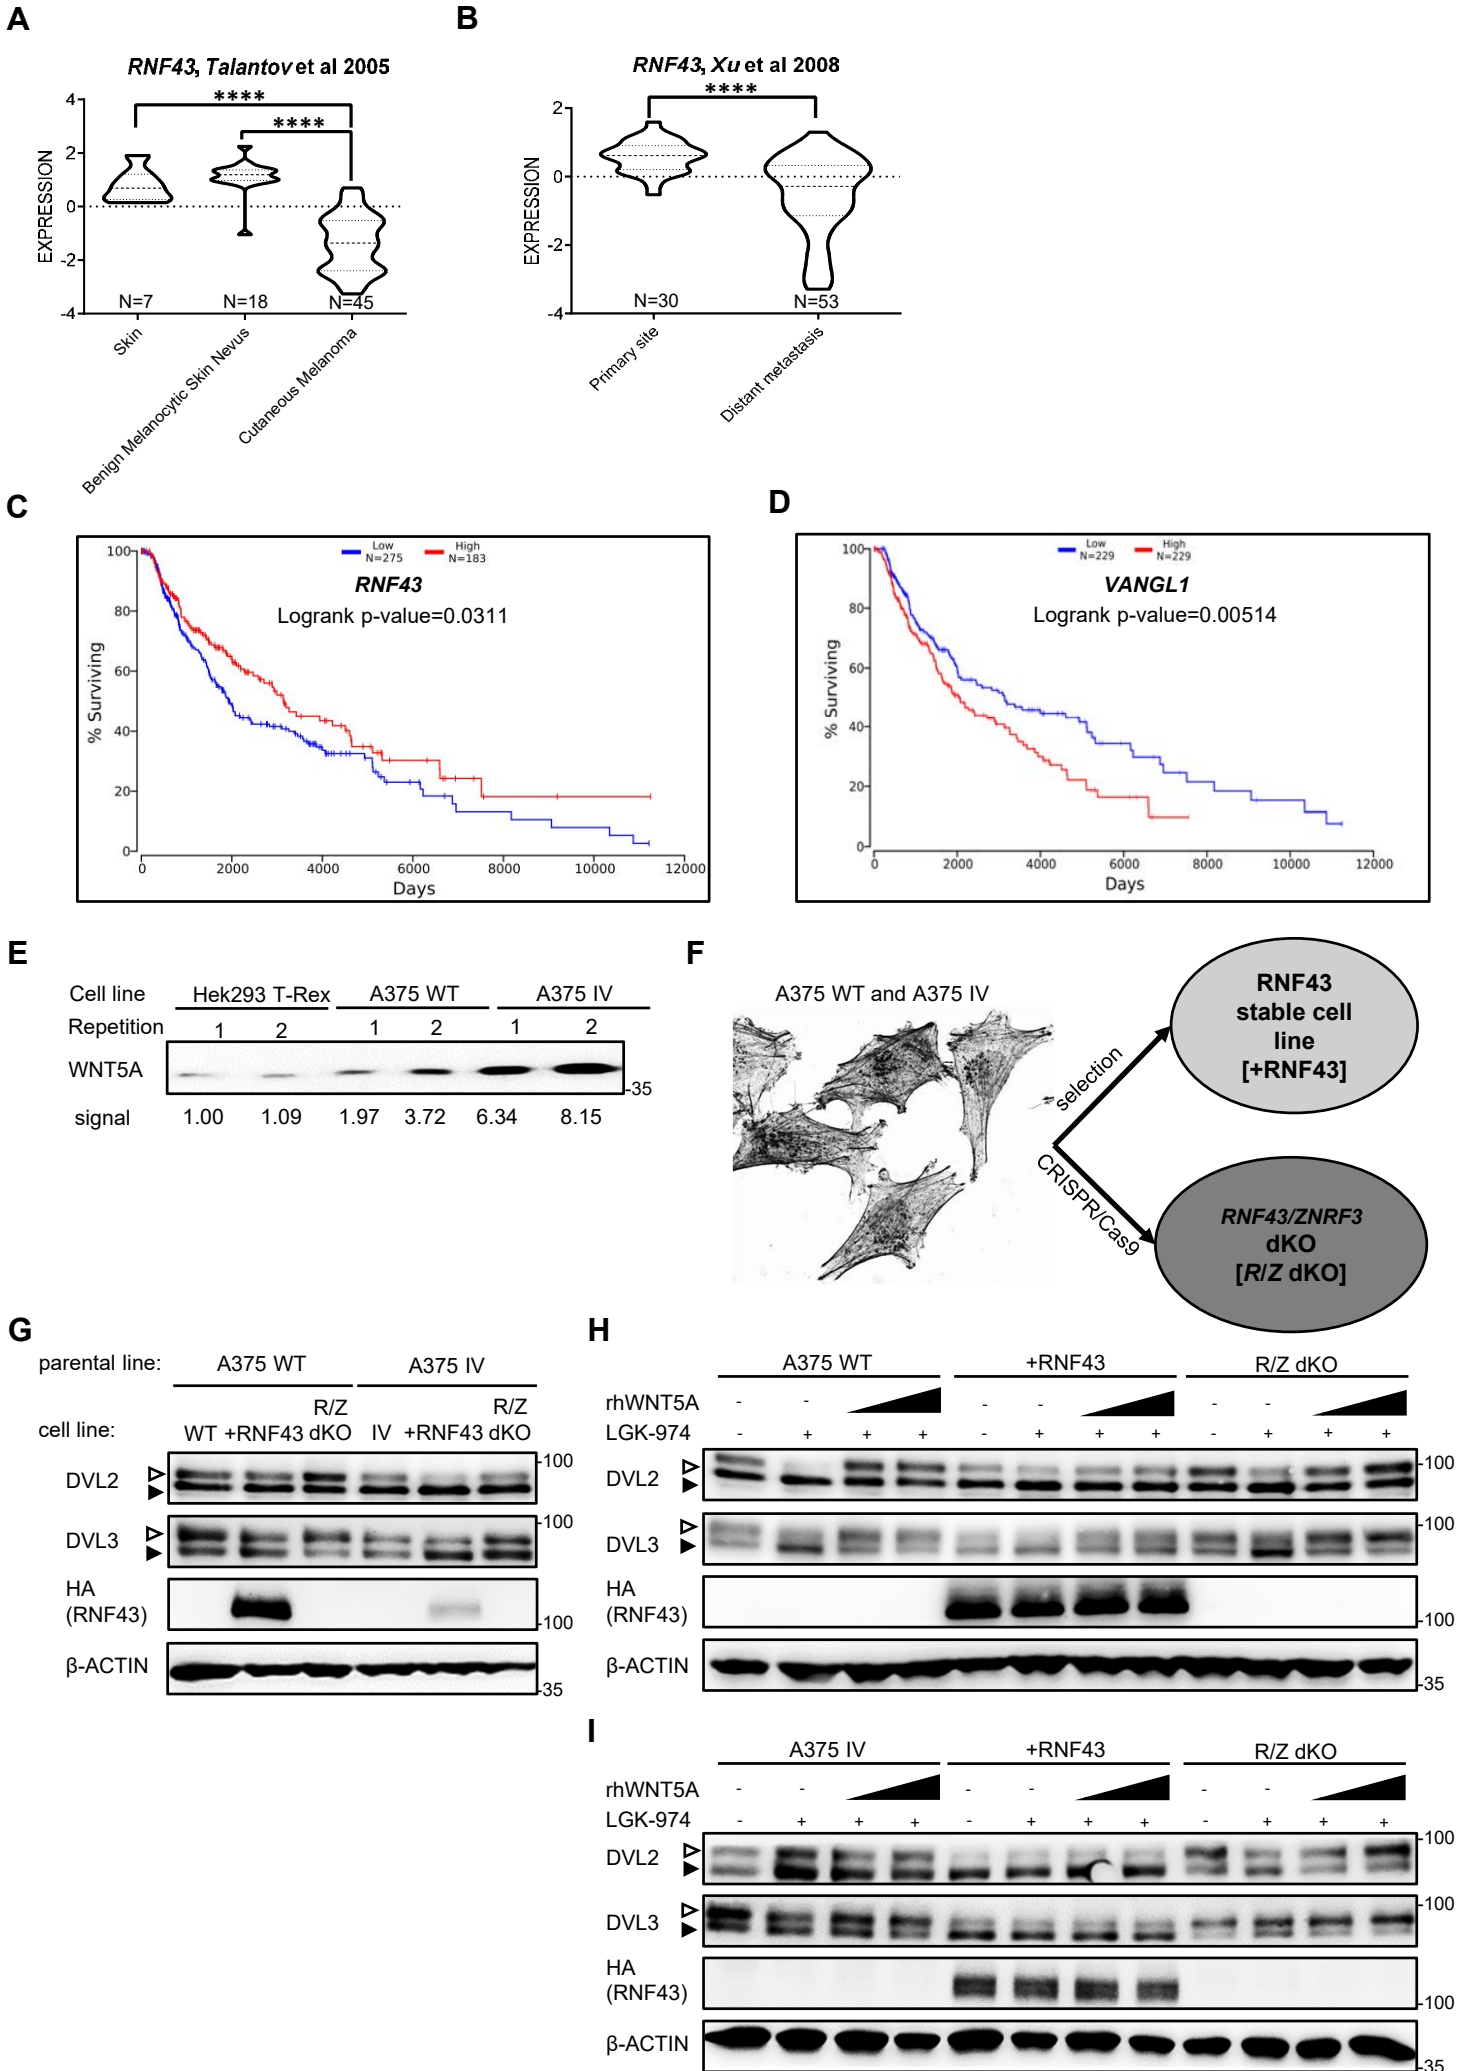 A
RNF43, Talantov et al 2005
****
****
4
2
0
-2
-4
EXPRESSION
N=7
N=18
N=45
Skin
Benign Melanocytic Skin Nevus
Cutaneous Melanoma
B
RNF43, Xu et al 2008
****
2
0
-2
-4
EXPRESSION
N=30
N=53
Primary site
Distant metastasis
C
Low
N=275
High
N=183
RNF43
Logrank p-value=0.0311
100
80
60
40
20
0
% Surviving
0 2000 4000 6000 8000 10000 12000
Days
D
Low
N=229
High
N=229
VANGL1
Logrank p-value=0.00514
100
80
60
40
20
0
% Surviving
0 2000 4000 6000 8000 10000 12000
Days
E
Cell line Hek293 T-Rex A375 WT A375 IV
Repetition 1 2 1 2 1 2
WNT5A
-35
signal 1.00 1.09 1.97 3.72 6.34 8.15
F
A375 WT and A375 IV
selection
CRISPR/Cas9
RNF43
stable cell
line
[+RNF43]
RNF43/ZNRF3
dKO
[R/Z dKO]
G
parental line: A375 WT A375 IV
cell line: WT +RNF43 R/Z dKO IV +RNF43 R/Z dKO
DVL2
-100
DVL3
-100
HA
(RNF43)
-100
β-ACTIN
-35
H
A375 WT +RNF43 R/Z dKO
rhWNT5A - - - - - -
LGK-974 - + + + - + + + - + + +
DVL2
-100
DVL3
-100
HA
(RNF43)
-100
β-ACTIN
-35
I
A375 IV +RNF43 R/Z dKO
rhWNT5A - - - - - -
LGK-974 - + + + - + + + - + + +
DVL2
-100
DVL3
-100
HA
(RNF43)
-100
β-ACTIN
-35